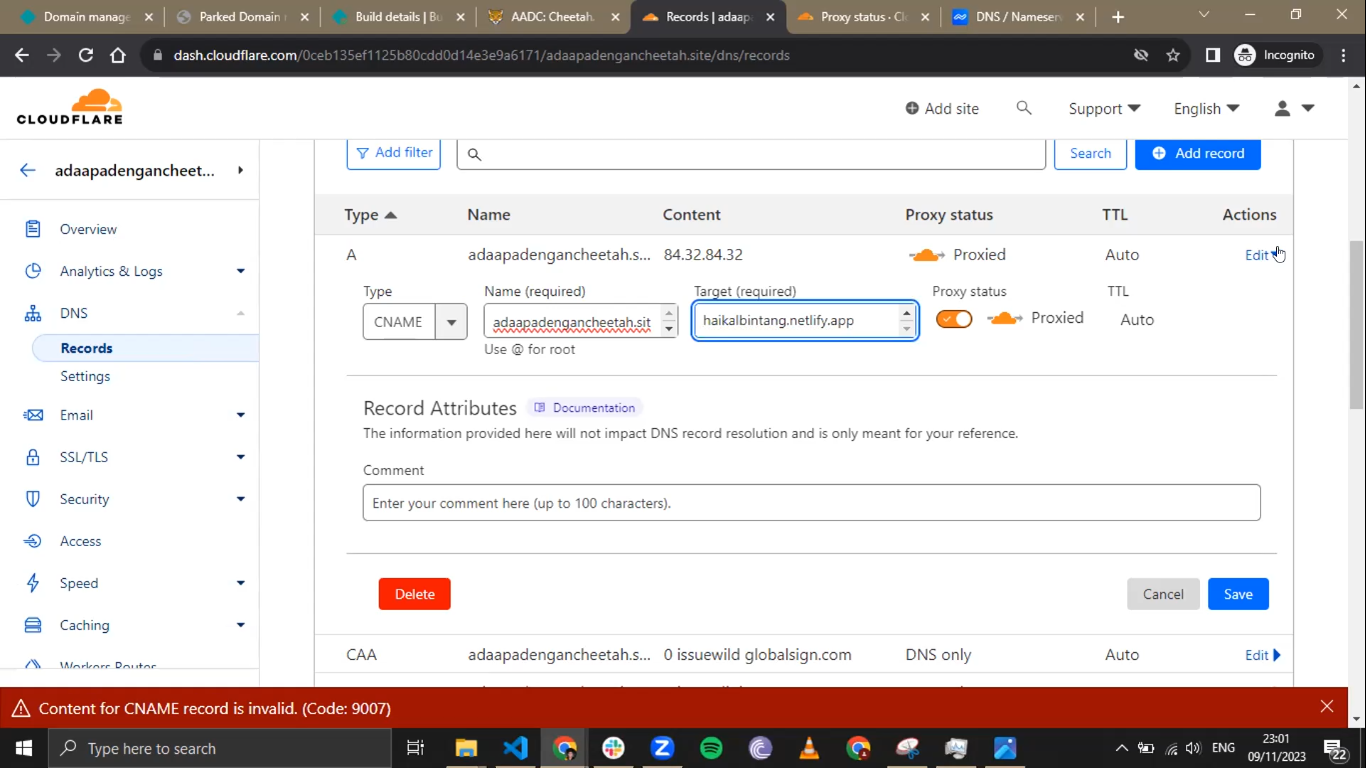 Domain manage
Parked Domain
Build details | Bu
AADC: Cheetah.
Records | adaap
Proxy status · Cl
DNS / Nameser
dash.cloudflare.com/0ceb135ef1125b80cdd0d14e3e9a6171/adaapadengancheetah.site/dns/records
Incognito
CLOUDFLARE
Add site
Support
English
adaapadengancheet...
Overview
Analytics & Logs
DNS
Records
Settings
Email
SSL/TLS
Security
Access
Speed
Caching
Workers Routes
Add filter
Search
Add record
Type Name Content Proxy status TTL Actions
A adaapadengancheetah.s... 84.32.84.32 Proxied Auto Edit
Type Name (required) Target (required) Proxy status TTL
CNAME adaapadengancheetah.sit haikalbintang.netlify.app Proxied Auto
Use @ for root
Record Attributes Documentation
The information provided here will not impact DNS record resolution and is only meant for your reference.
Comment
Enter your comment here (up to 100 characters).
Delete Cancel Save
CAA adaapadengancheetah.s... 0 issuewild globalsign.com DNS only Auto Edit
Content for CNAME record is invalid. (Code: 9007)
Type here to search
ENG
23:01
09/11/2023
22